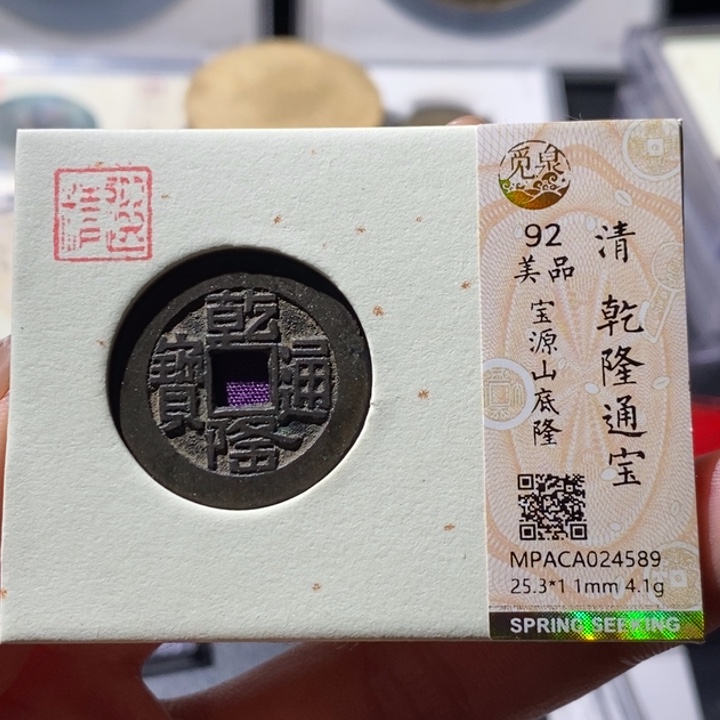 觅泉
92
美品
宝源山底隆
清 乾隆通宝
乾隆通寶
MPACA024589
25.3*1.1mm 4.1g
SPRING SEEKING